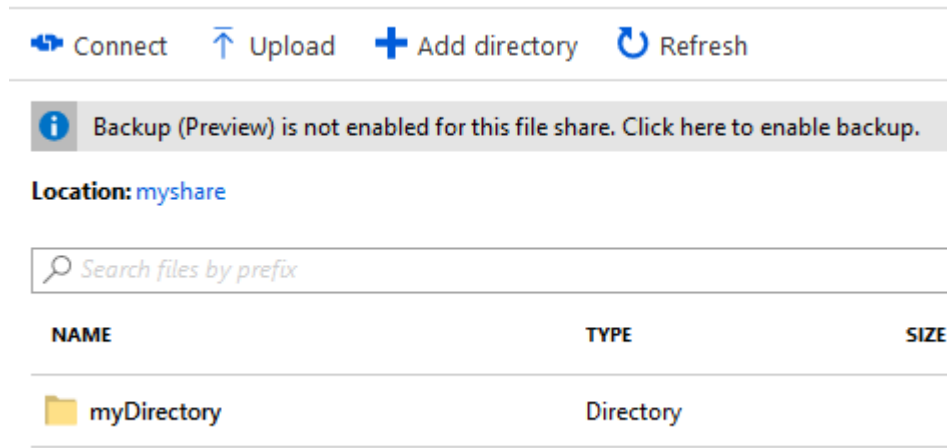 Connect Upload Add directory Refresh
Backup (Preview) is not enabled for this file share. Click here to enable backup.
Location: myshare
Search files by prefix
NAME TYPE SIZE
myDirectory Directory